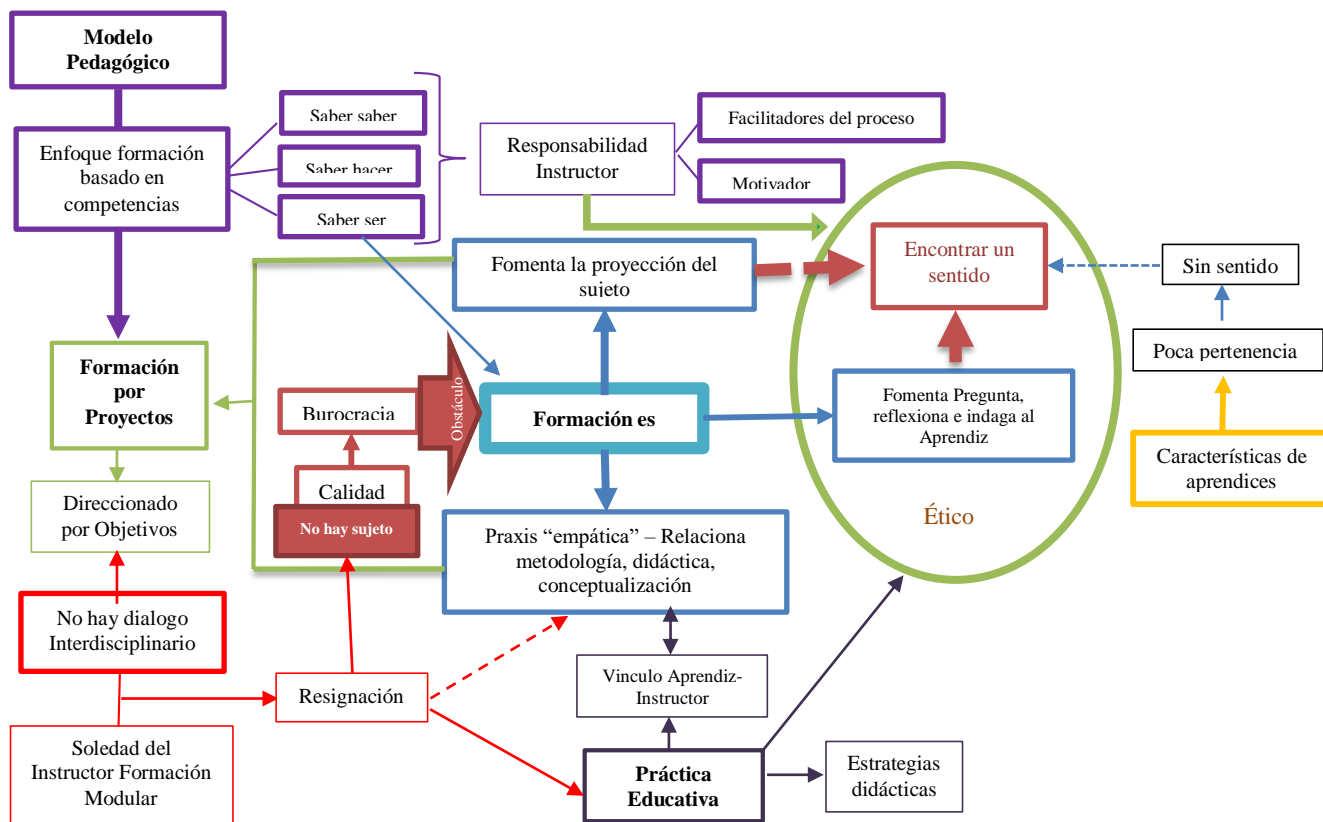 Modelo
Pedagógico
Saber saber
Facilitadores del proceso
Enfoque formación
basado en
competencias
Saber hacer
Responsabilidad
Instructor
Motivador
Saber ser
Fomenta la proyección del
sujeto
Encontrar un
sentido
Sin sentido
Poca pertenencia
Formación
por
Proyectos
Burocracia
Obstáculo
Formación es
Fomenta Pregunta,
reflexiona e indaga al
Aprendiz
Características de
aprendices
Direccionado
por Objetivos
Calidad
No hay sujeto
Ético
Praxis “empática” – Relaciona
metodología, didáctica,
conceptualización
No hay dialogo
Interdisciplinario
Resignación
Vinculo Aprendiz-
Instructor
Soledad del
Instructor Formación
Modular
Práctica
Educativa
Estrategias
didácticas